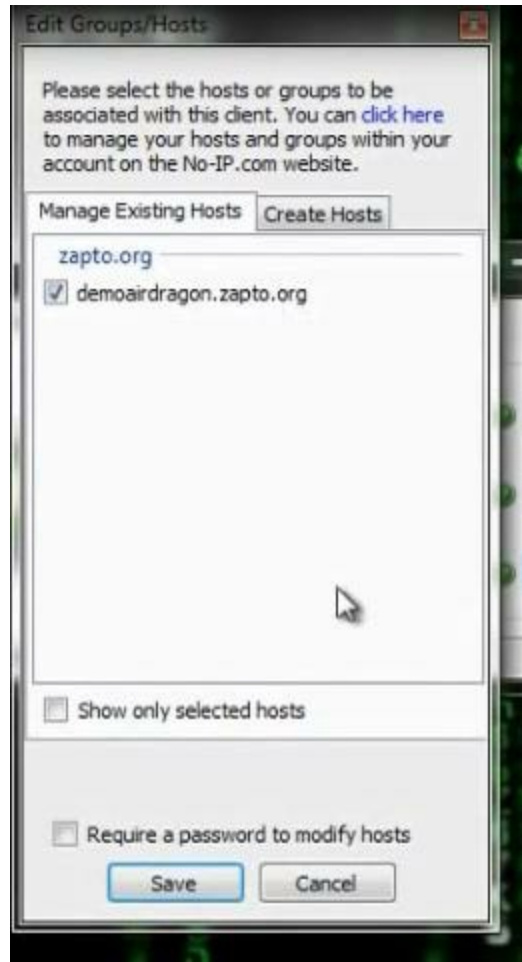 Edit Groups/Hosts
Please select the hosts or groups to be
associated with this client. You can click here
to manage your hosts and groups within your
account on the No-IP.com website.
Manage Existing Hosts
Create Hosts
zapto.org
demoairdragon.zapto.org
Show only selected hosts
Require a password to modify hosts
Save
Cancel